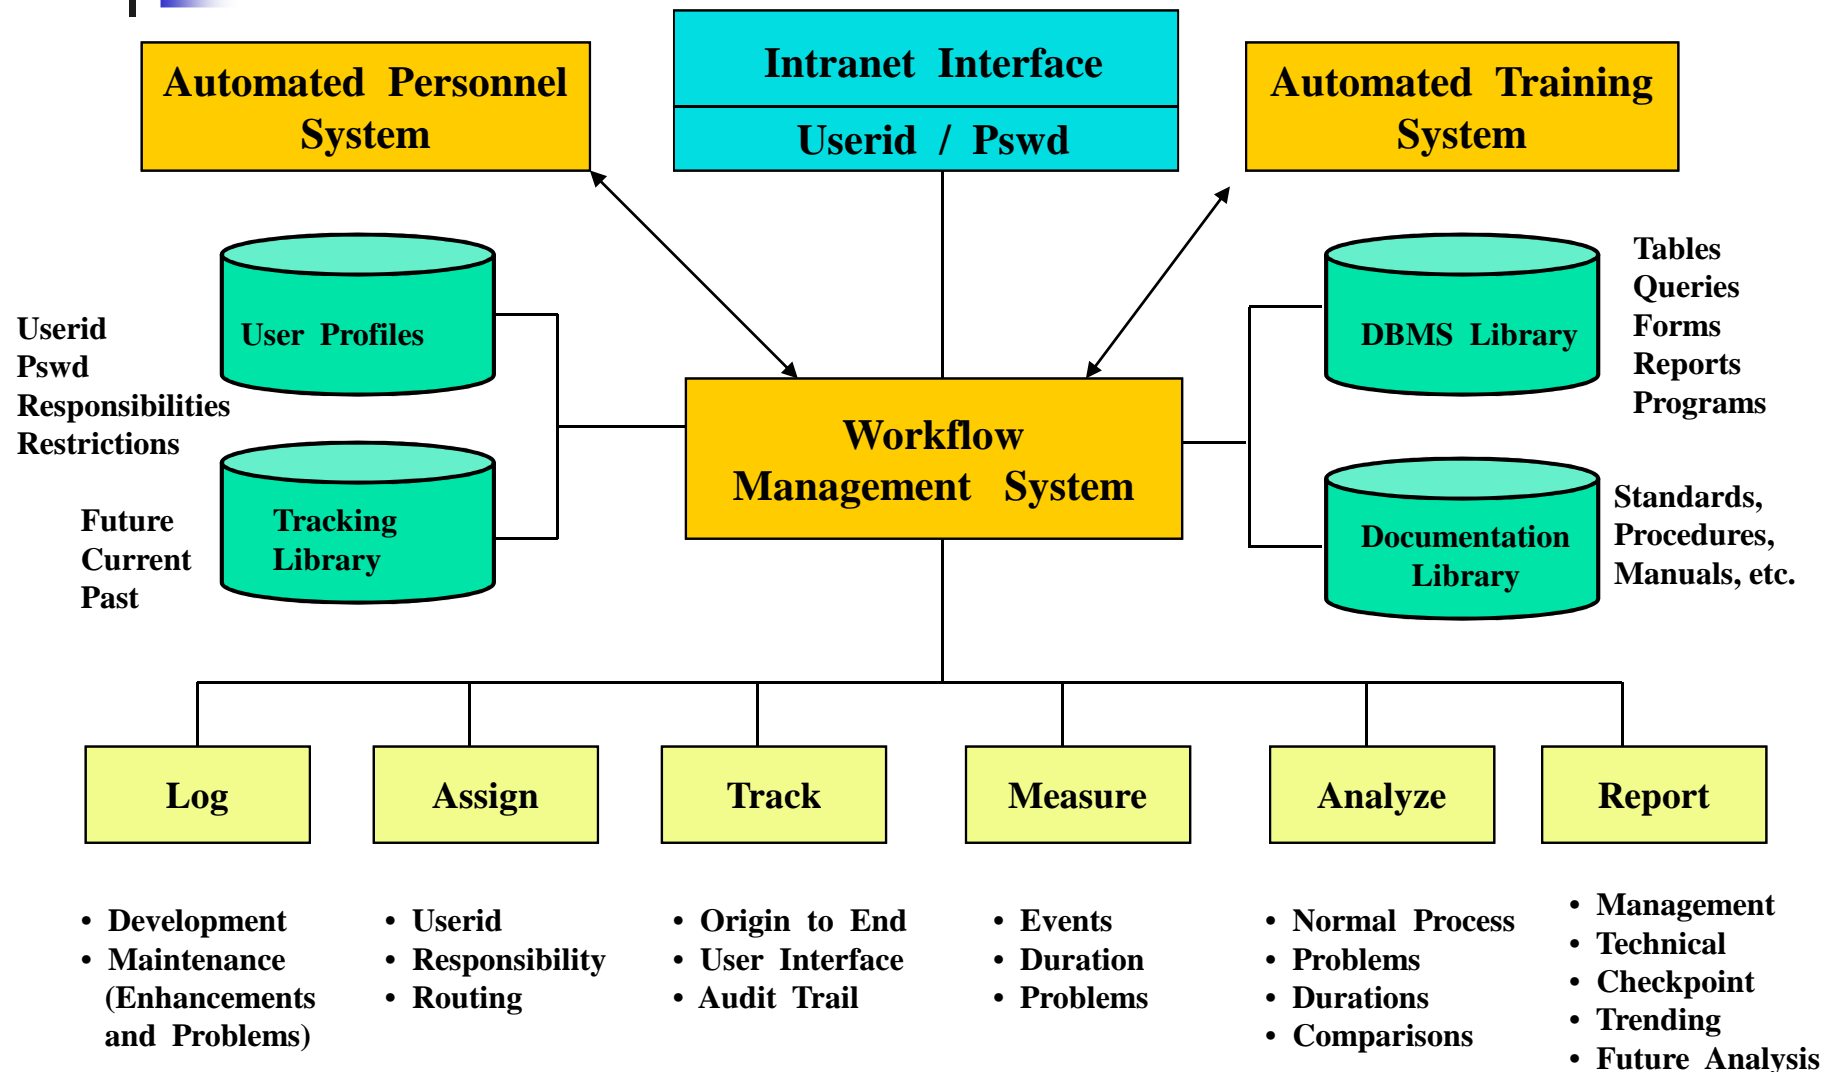 Automated Personnel
System
Intranet Interface
Userid / Pswd
Automated Training
System
User Profiles
Userid
Pswd
Responsibilities
Restrictions
Tracking
Library
Future
Current
Past
Workflow
Management System
DBMS Library
Tables
Queries
Forms
Reports
Programs
Documentation
Library
Standards,
Procedures,
Manuals, etc.
Log
Assign
Track
Measure
Analyze
Report
• Development
• Maintenance
(Enhancements
and Problems)
• Userid
• Responsibility
• Routing
• Origin to End
• User Interface
• Audit Trail
• Events
• Duration
• Problems
• Normal Process
• Problems
• Durations
• Comparisons
• Management
• Technical
• Checkpoint
• Trending
• Future Analysis